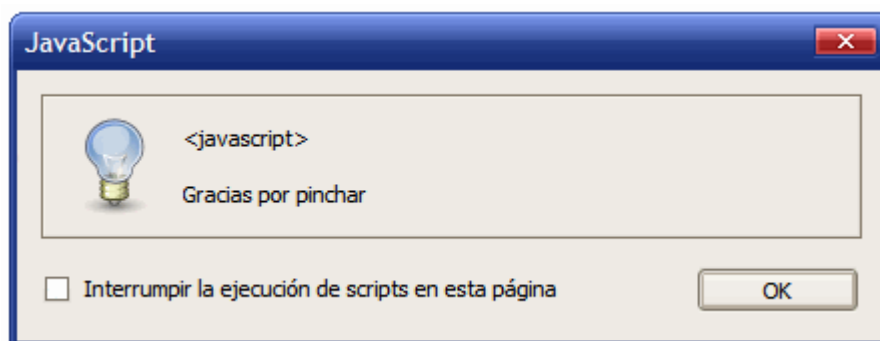 JavaScript
<javascript>
Gracias por pinchar
Interrumpir la ejecución de scripts en esta página
OK